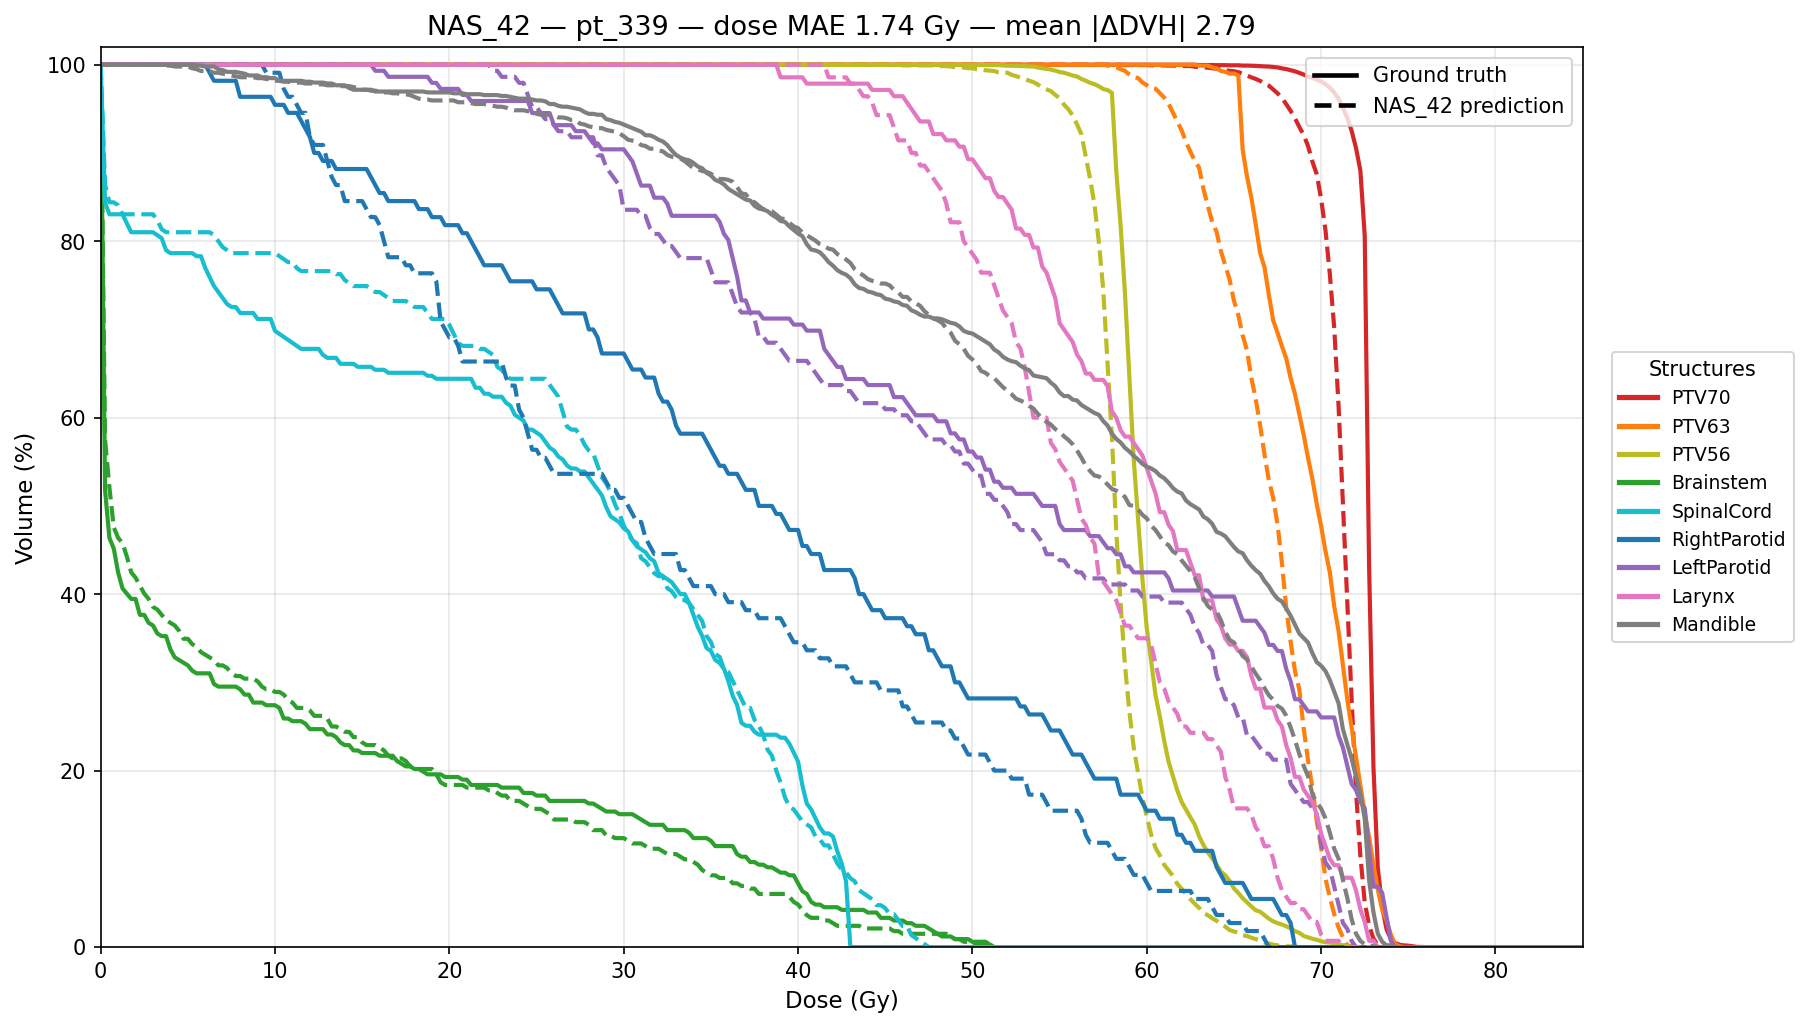 NAS_42 — pt_339 — dose MAE 1.74 Gy — mean |ΔDVH| 2.79
Ground truth
NAS_42 prediction
Volume (%)
100
80
60
40
20
0
0 10 20 30 40 50 60 70 80
Dose (Gy)
Structures
PTV70
PTV63
PTV56
Brainstem
SpinalCord
RightParotid
LeftParotid
Larynx
Mandible